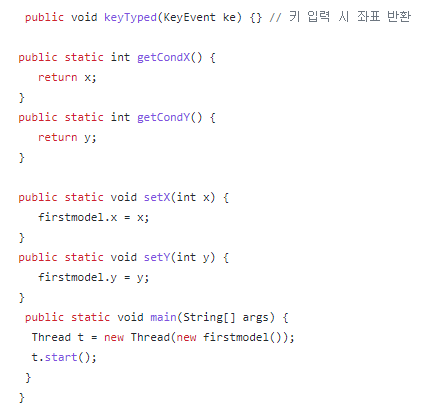 public void keyTyped(KeyEvent ke) {} // 키 입력 시 좌표 반환
public static int getCondX() {
return x;
}
public static int getCondY() {
return y;
}
public static void setX(int x) {
firstmodel.x = x;
}
public static void setY(int y) {
firstmodel.y = y;
}
public static void main(String[] args) {
Thread t = new Thread(new firstmodel());
t.start();
}
}